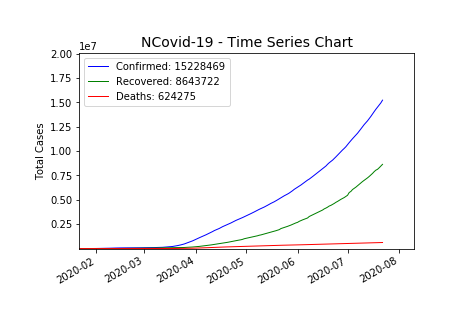 NCovid-19 - Time Series Chart
1e7
Confirmed: 15228469
Recovered: 8643722
Deaths: 624275
Total Cases
2.00
1.75
1.50
1.25
1.00
0.75
0.50
0.25
2020-02
2020-03
2020-04
2020-05
2020-06
2020-07
2020-08